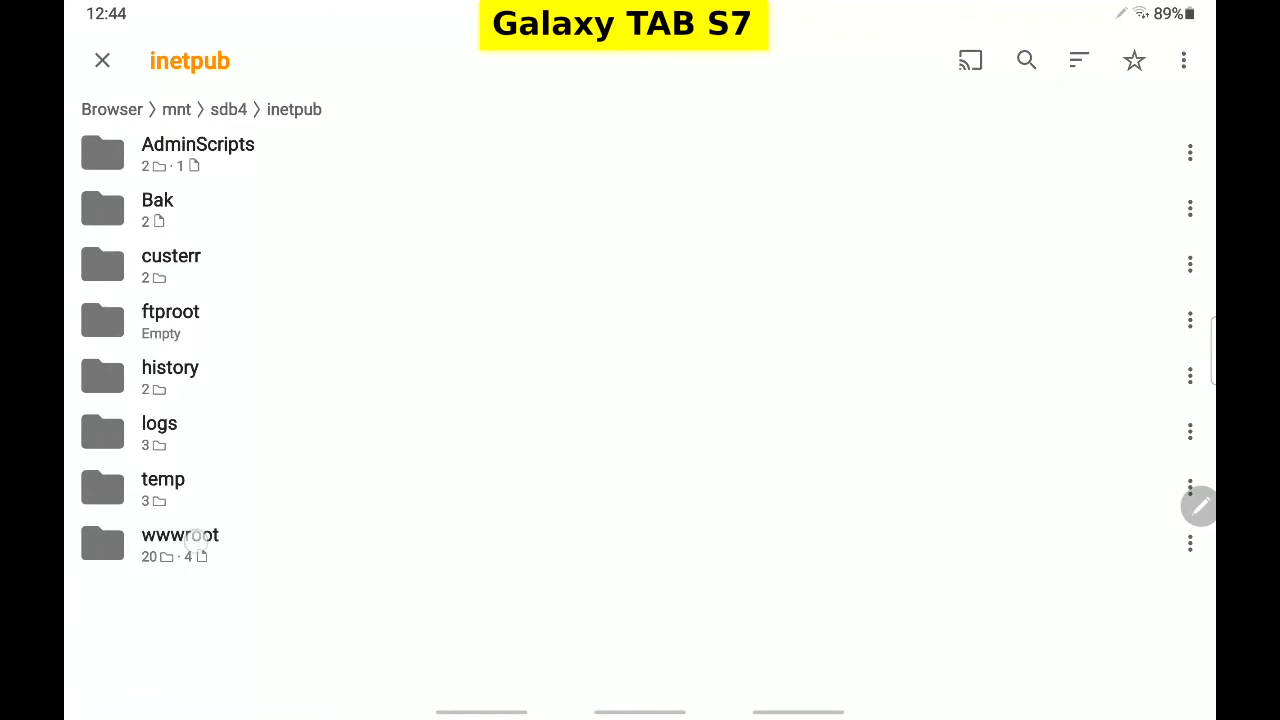 12:44
Galaxy TAB S7
89%
inetpub
Browser > mnt > sdb4 > inetpub
AdminScripts
2 · 1
Bak
2
custerr
2
ftproot
Empty
history
2
logs
3
temp
3
wwwroot
20 · 4